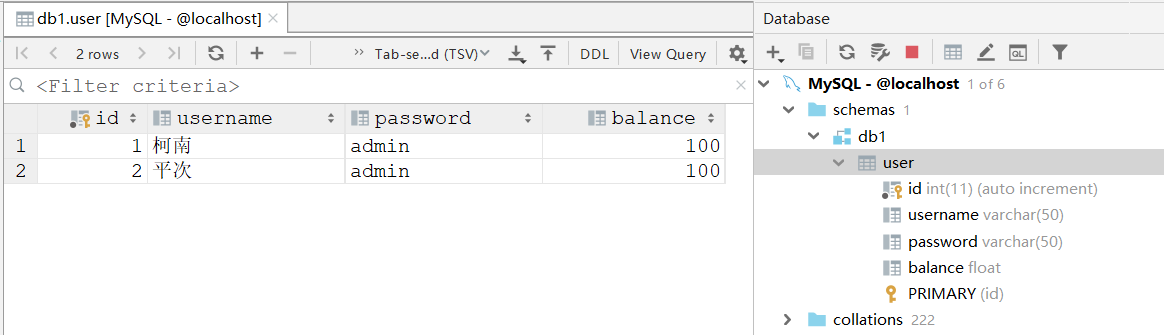 db1.user [MySQL - @localhost]
2 rows Tab-se...d (TSV) DDL View Query
<Filter criteria>
id username password balance
1 1 柯南 admin 100
2 2 平次 admin 100
Database
QL
MySQL - @localhost 1 of 6
schemas 1
db1
user
id int(11) (auto increment)
username varchar(50)
password varchar(50)
balance float
PRIMARY (id)
collations 222